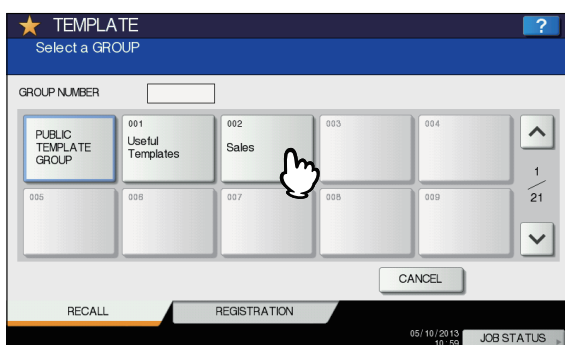 TEMPLATE
?
Select a GROUP
GROUP NUMBER
PUBLIC
TEMPLATE
GROUP
001
Useful
Templates
002
Sales
003
004
1
21
005
006
007
008
009
CANCEL
RECALL
REGISTRATION
05/10/2013
10:59
JOB STATUS